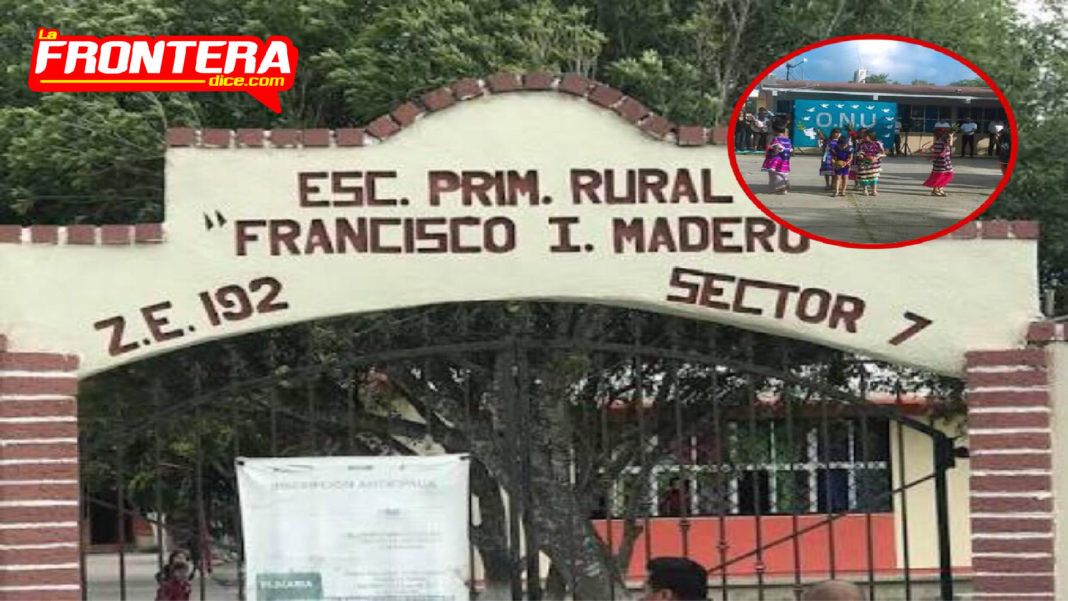 La
FRONTERA
dice.com
O.N.U
ESC. PRIM. RURAL
"FRANCISCO I. MADERO
Z.E. 192
SECTOR 7
INSCRIPCIÓN ANTICIPADA